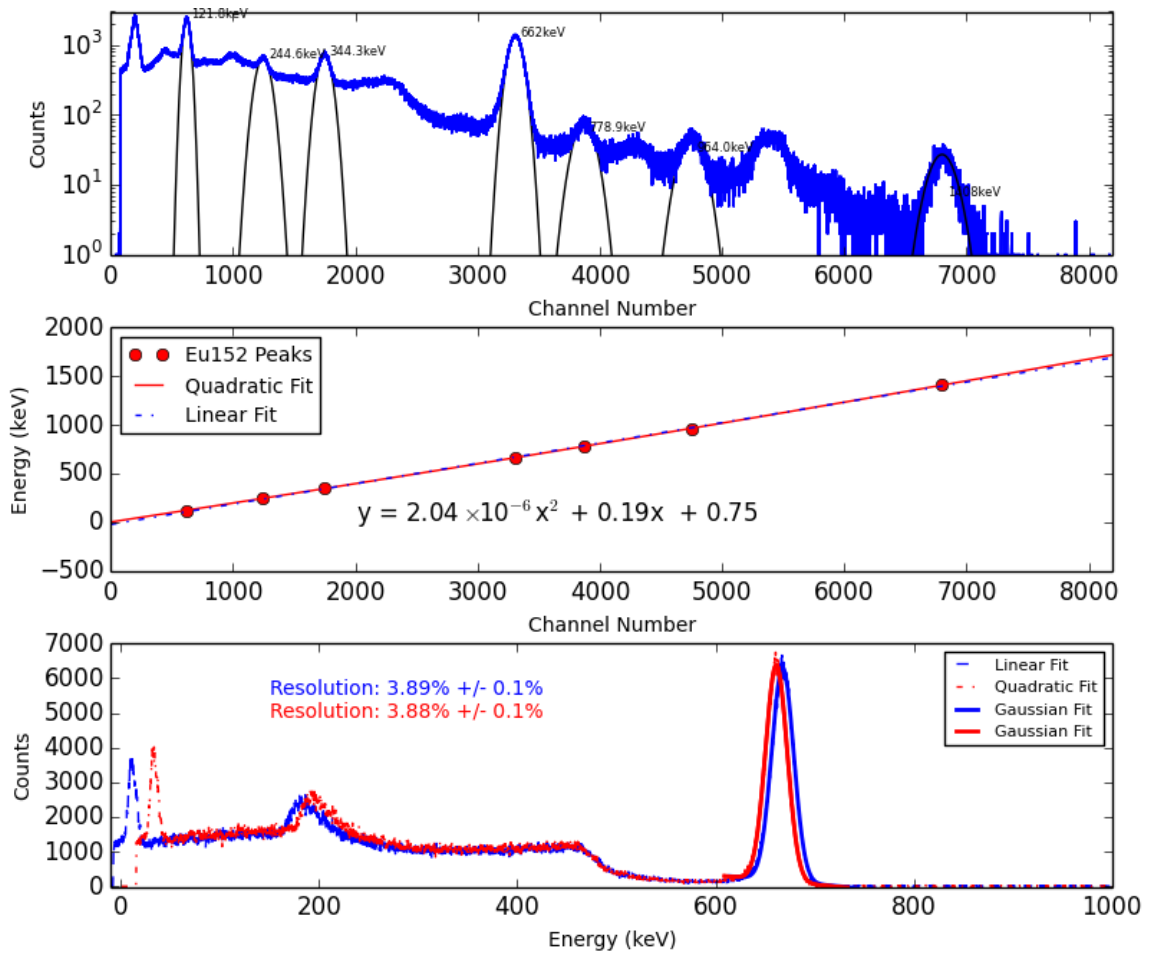 10³
10²
10¹
10⁰
Counts
121.8keV
244.6keV
344.3keV
662keV
778.9keV
0 1000 2000 3000 4000 5000 6000 7000 8000
Channel Number
2000
1500
1000
500
0
−500
Energy (keV)
Eu152 Peaks
Quadratic Fit
Linear Fit
y = 2.04 ×10⁻⁶ x² + 0.19x + 0.75
0 1000 2000 3000 4000 5000 6000 7000 8000
Channel Number
7000
6000
5000
4000
3000
2000
1000
0
Counts
Resolution: 3.89% +/- 0.1%
Resolution: 3.88% +/- 0.1%
Linear Fit
Quadratic Fit
Gaussian Fit
Gaussian Fit
0 200 400 600 800 1000
Energy (keV)